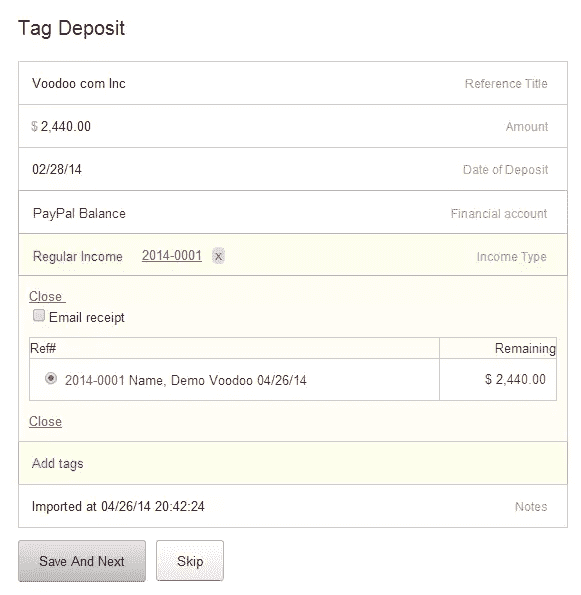 Tag Deposit
Voodoo com Inc Reference Title
$ 2,440.00 Amount
02/28/14 Date of Deposit
PayPal Balance Financial account
Regular Income 2014-0001 x Income Type
Close
Email receipt
Ref# Remaining
2014-0001 Name, Demo Voodoo 04/26/14 $ 2,440.00
Close
Add tags
Imported at 04/26/14 20:42:24 Notes
Save And Next Skip